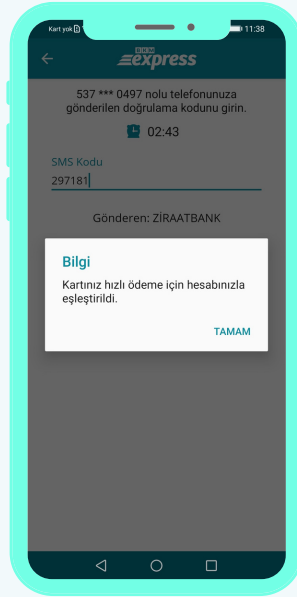 Kart yok
11:38
BKM
express
537 *** 0497 nolu telefonunuza
gönderilen doğrulama kodunu girin.
02:43
SMS Kodu
297181
Gönderen: ZİRAATBANK
Bilgi
Kartınız hızlı ödeme için hesabınızla
eşleştirildi.
TAMAM